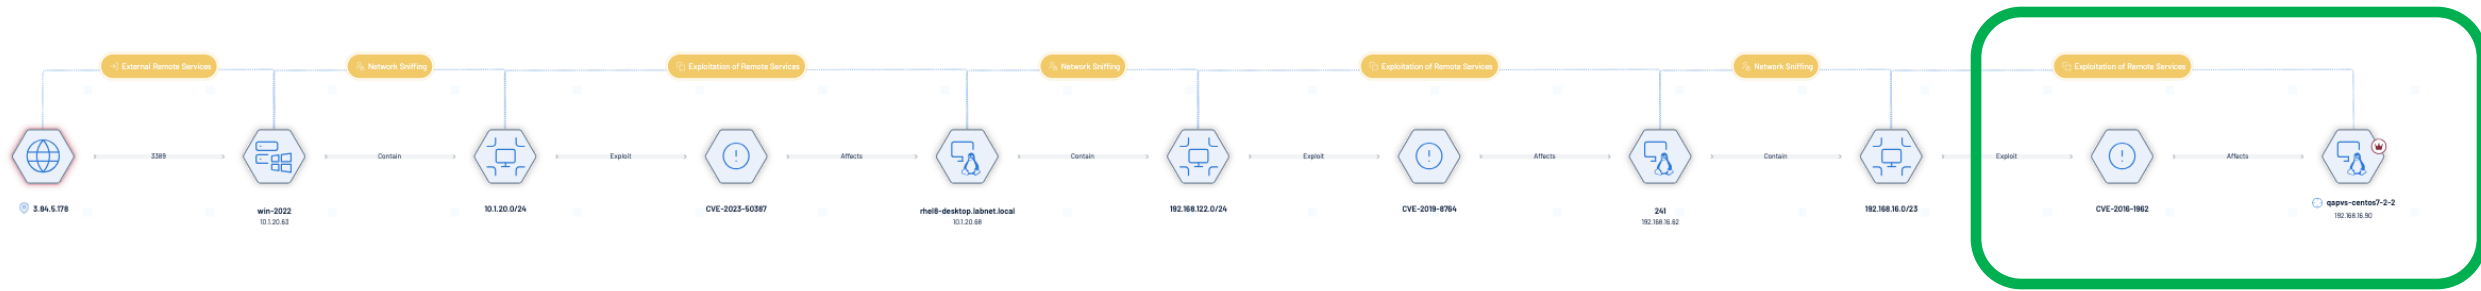 External Remote Services
Network Sniffing
Exploitation of Remote Services
Network Sniffing
Exploitation of Remote Services
Network Sniffing
Exploitation of Remote Services
3389
Contain
Exploit
Affects
Contain
Exploit
Affects
Contain
Exploit
Affects
3.84.5.178
win-2022
10.1.20.63
10.1.20.0/24
CVE-2023-50387
rhel8-desktop.labnet.local
10.1.20.68
192.168.122.0/24
CVE-2019-8764
241
192.168.16.62
192.168.16.0/23
CVE-2016-1962
qapvs-centos7-2-2
192.168.16.90